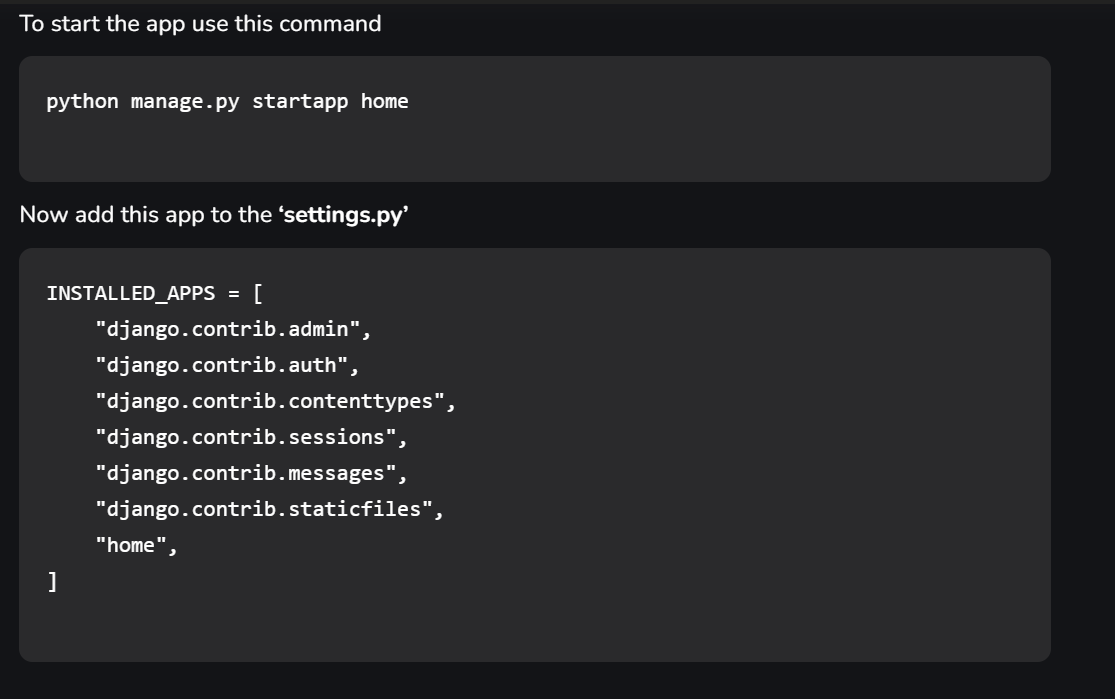 To start the app use this command
python manage.py startapp home
Now add this app to the ‘settings.py’
INSTALLED_APPS = [
    "django.contrib.admin",
    "django.contrib.auth",
    "django.contrib.contenttypes",
    "django.contrib.sessions",
    "django.contrib.messages",
    "django.contrib.staticfiles",
    "home",
]